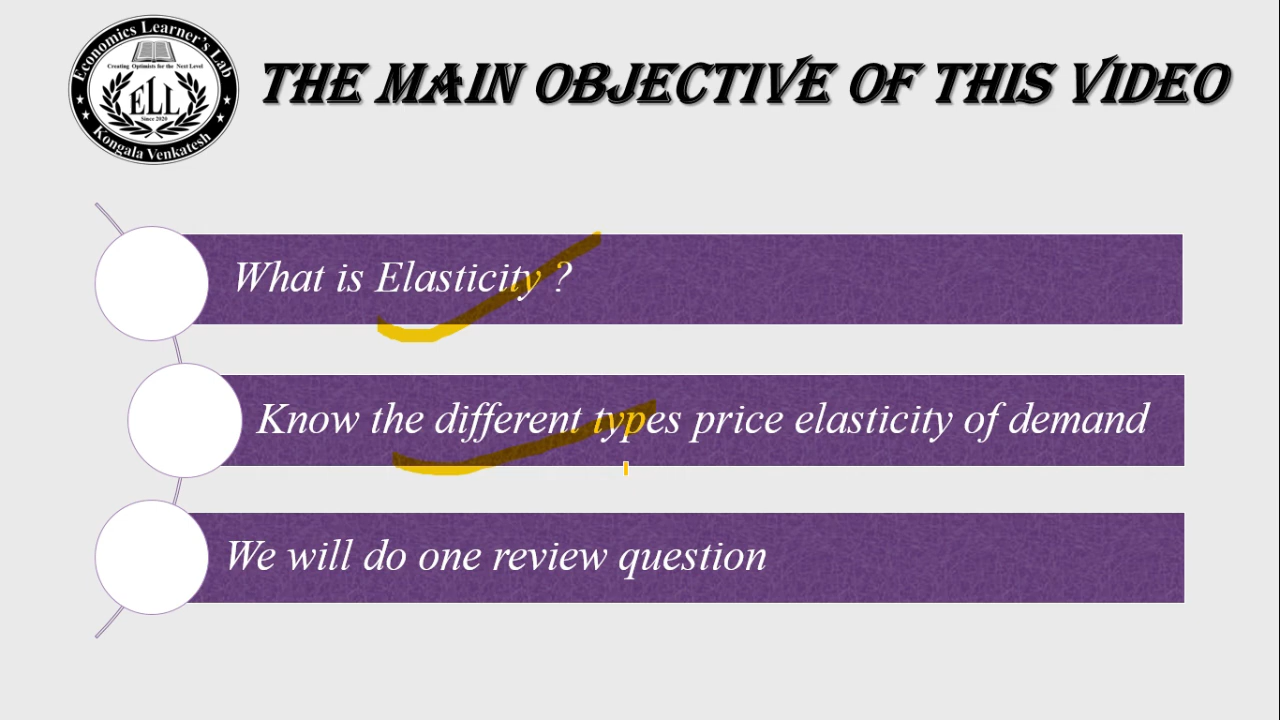 Economics Learner's Lab
Creating Optimists for the Next Level
ELL
Since 2020
Kongala Venkatesh
THE MAIN OBJECTIVE OF THIS VIDEO
What is Elasticity ?
Know the different types price elasticity of demand
We will do one review question